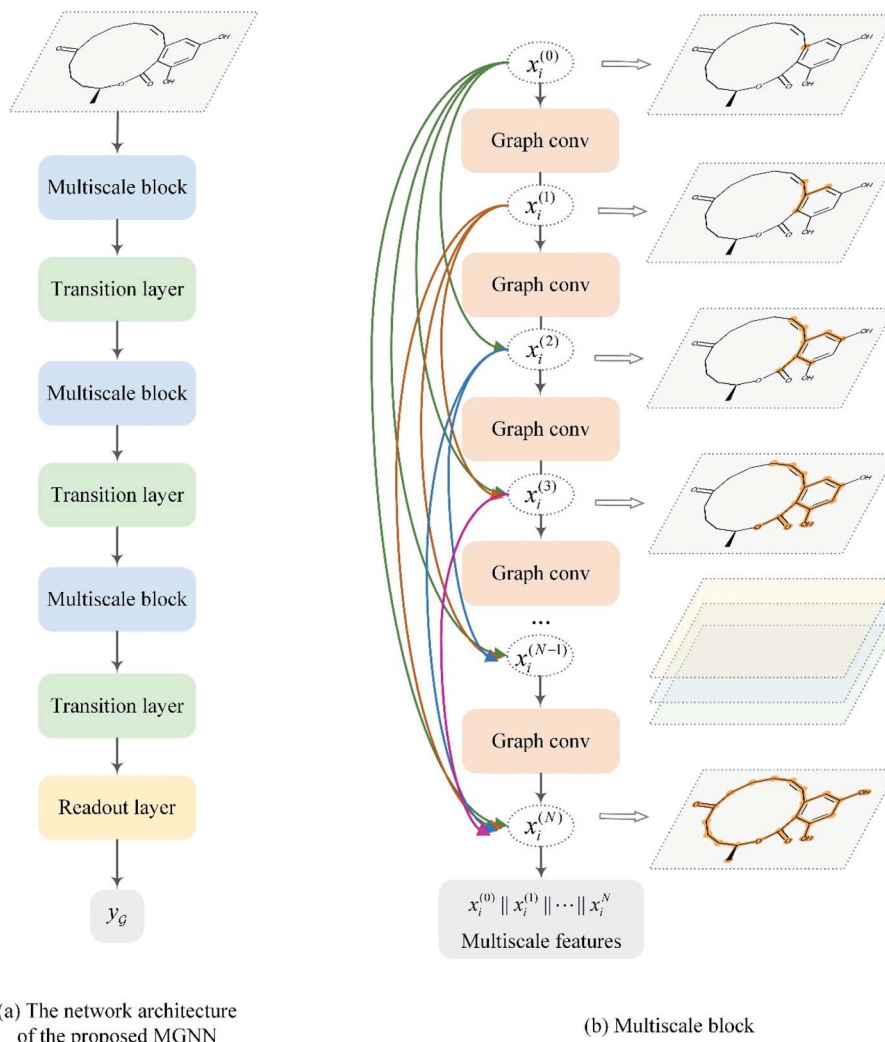 Multiscale block
Transition layer
Multiscale block
Transition layer
Multiscale block
Transition layer
Readout layer
y_𝒢
(a) The network architecture
of the proposed MGNN
O
O
O
OH
OH
x_i^(0)
Graph conv
x_i^(1)
Graph conv
x_i^(2)
Graph conv
x_i^(3)
Graph conv
...
x_i^(N−1)
Graph conv
x_i^(N)
x_i^(0) || x_i^(1) || ⋯ || x_i^N
Multiscale features
O
O
O
OH
OH
O
O
O
OH
OH
O
O
O
OH
OH
O
O
O
OH
OH
O
O
O
OH
OH
(b) Multiscale block